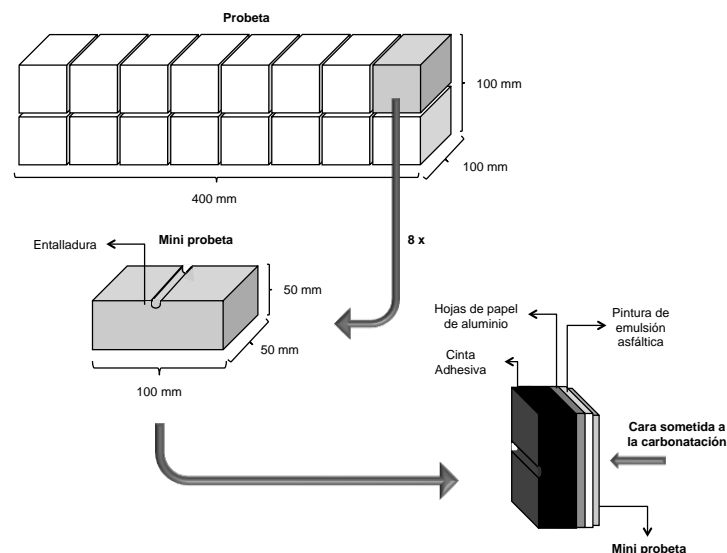 Probeta
100 mm
100 mm
400 mm
8 x
Entalladura
Mini probeta
50 mm
50 mm
100 mm
Hojas de papel
de aluminio
Pintura de
emulsión
asfáltica
Cinta
Adhesiva
Cara sometida a
la carbonatación
Mini probeta